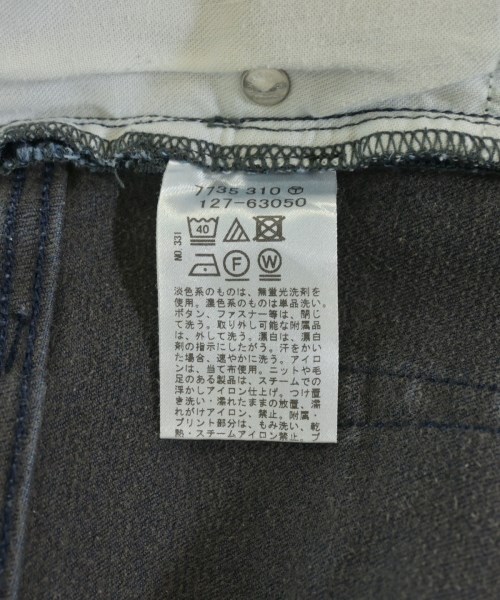 7735 310 Ⓣ
127-63050
NO.331
40
F W
淡色系のものは、無蛍光洗剤を
使用。濃色系のものは単品洗い。
ボタン、ファスナー等は、閉じ
て洗う。取り外し可能な附属品
は、外して洗う。漂白は、漂白
剤の指示にしたがう。汗をかい
た場合、速やかに洗う。アイロ
ンは、当て布使用。ニットや毛
足のある製品は、スチームでの
浮かしアイロン仕上げ。つけ置
き洗い・濡れたままの放置、濡
れがけアイロン、禁止。附属・
プリント部分は、もみ洗い、乾
熱・スチームアイロン禁止。プ